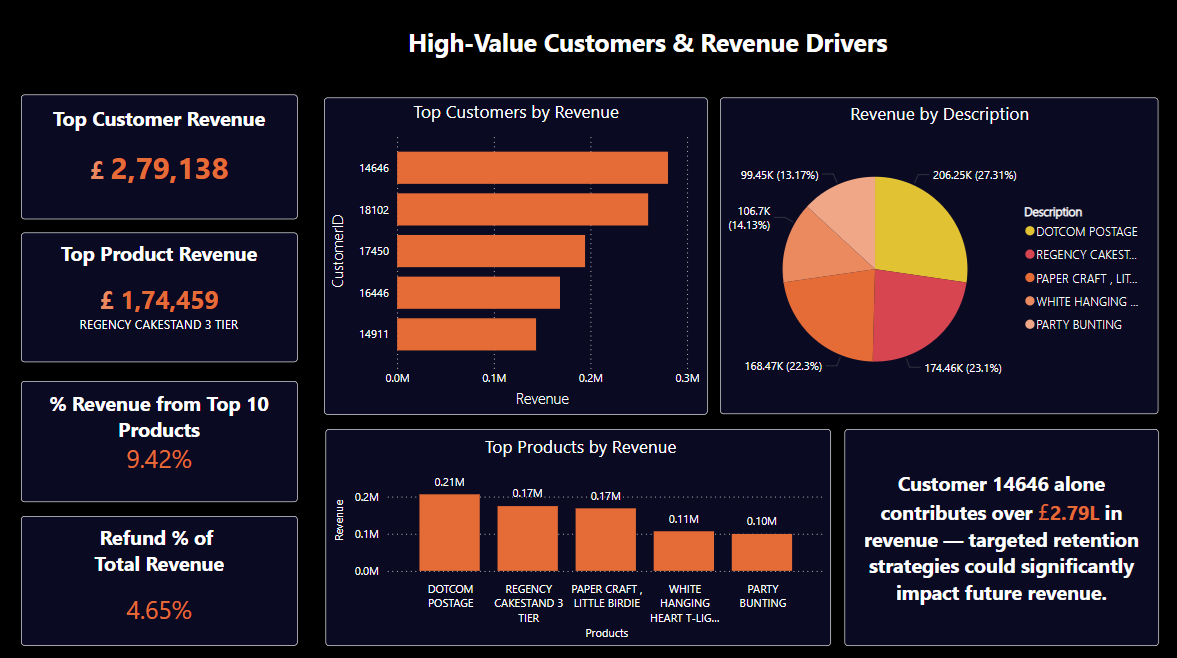 High-Value Customers & Revenue Drivers
Top Customer Revenue
£ 2,79,138
Top Product Revenue
£ 1,74,459
REGENCY CAKESTAND 3 TIER
% Revenue from Top 10
Products
9.42%
Refund % of
Total Revenue
4.65%
Top Customers by Revenue
CustomerID
14646
18102
17450
16446
14911
0.0M
0.1M
0.2M
0.3M
Revenue
Revenue by Description
99.45K (13.17%)
206.25K (27.31%)
106.7K
(14.13%)
168.47K (22.3%)
174.46K (23.1%)
Description
DOTCOM POSTAGE
REGENCY CAKEST...
PAPER CRAFT , LIT...
WHITE HANGING ...
PARTY BUNTING
Top Products by Revenue
Revenue
0.2M
0.1M
0.0M
0.21M
0.17M
0.17M
0.11M
0.10M
DOTCOM
POSTAGE
REGENCY
CAKESTAND 3
TIER
PAPER CRAFT ,
LITTLE BIRDIE
WHITE
HANGING
HEART T-LIG...
PARTY
BUNTING
Products
Customer 14646 alone
contributes over £2.79L in
revenue — targeted retention
strategies could significantly
impact future revenue.